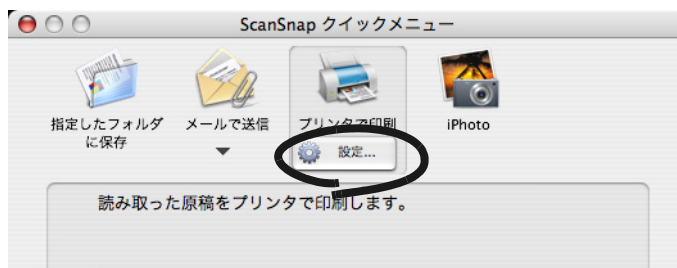 ScanSnap クイックメニュー
指定したフォルダ
に保存
メールで送信
プリンタで印刷
iPhoto
設定...
読み取った原稿をプリンタで印刷します。